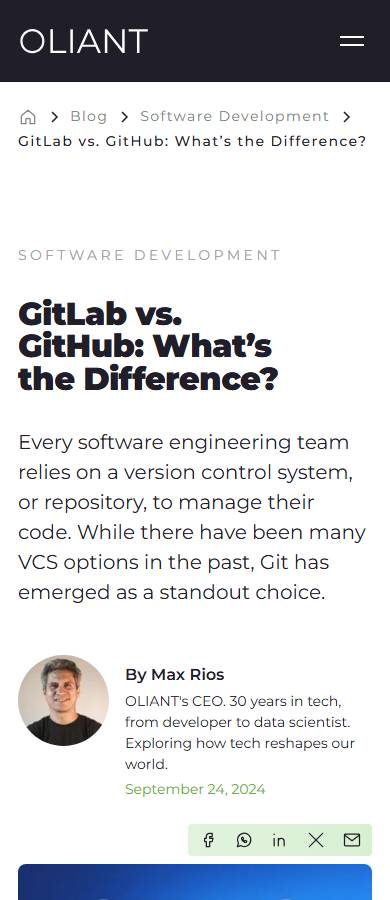 OLIANT
Blog
Software Development
GitLab vs. GitHub: What’s the Difference?
SOFTWARE DEVELOPMENT
GitLab vs.
GitHub: What’s
the Difference?
Every software engineering team
relies on a version control system,
or repository, to manage their
code. While there have been many
VCS options in the past, Git has
emerged as a standout choice.
By Max Rios
OLIANT's CEO. 30 years in tech,
from developer to data scientist.
Exploring how tech reshapes our
world.
September 24, 2024